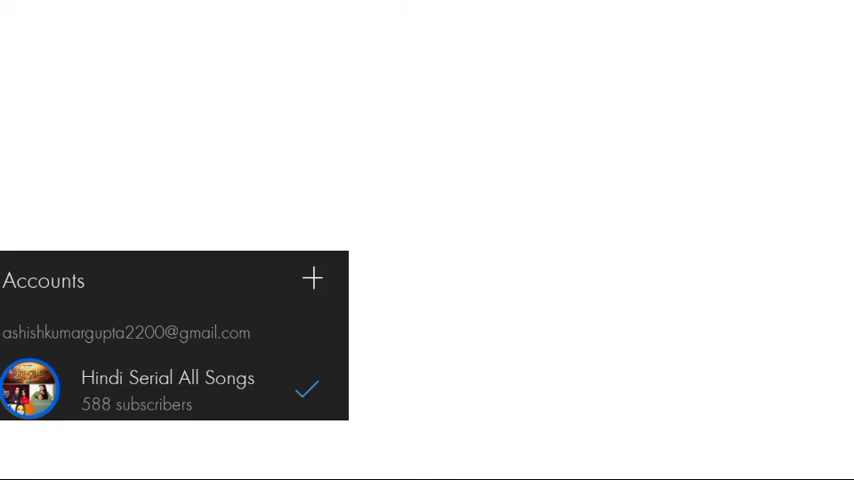 Accounts
ashishkumargupta2200@gmail.com
Hindi Serial All Songs
588 subscribers